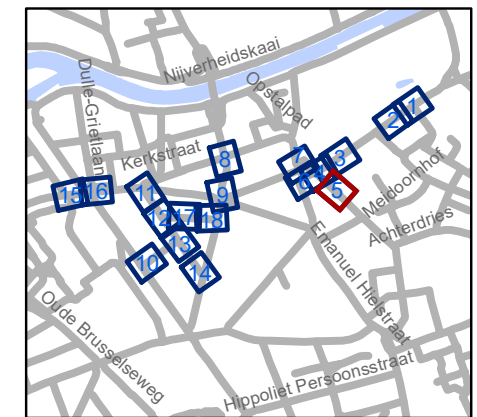 Nijverheidskaai
Dulle-Grietlaan
Opstalpad
Kerkstraat
1
2
3
4
5
6
7
8
9
10
11
12
13
14
15
16
17
18
Meidoornhof
Achterdries
Emanuel Hielstraat
Oude Brusselseweg
Hippoliet Persoonsstraat